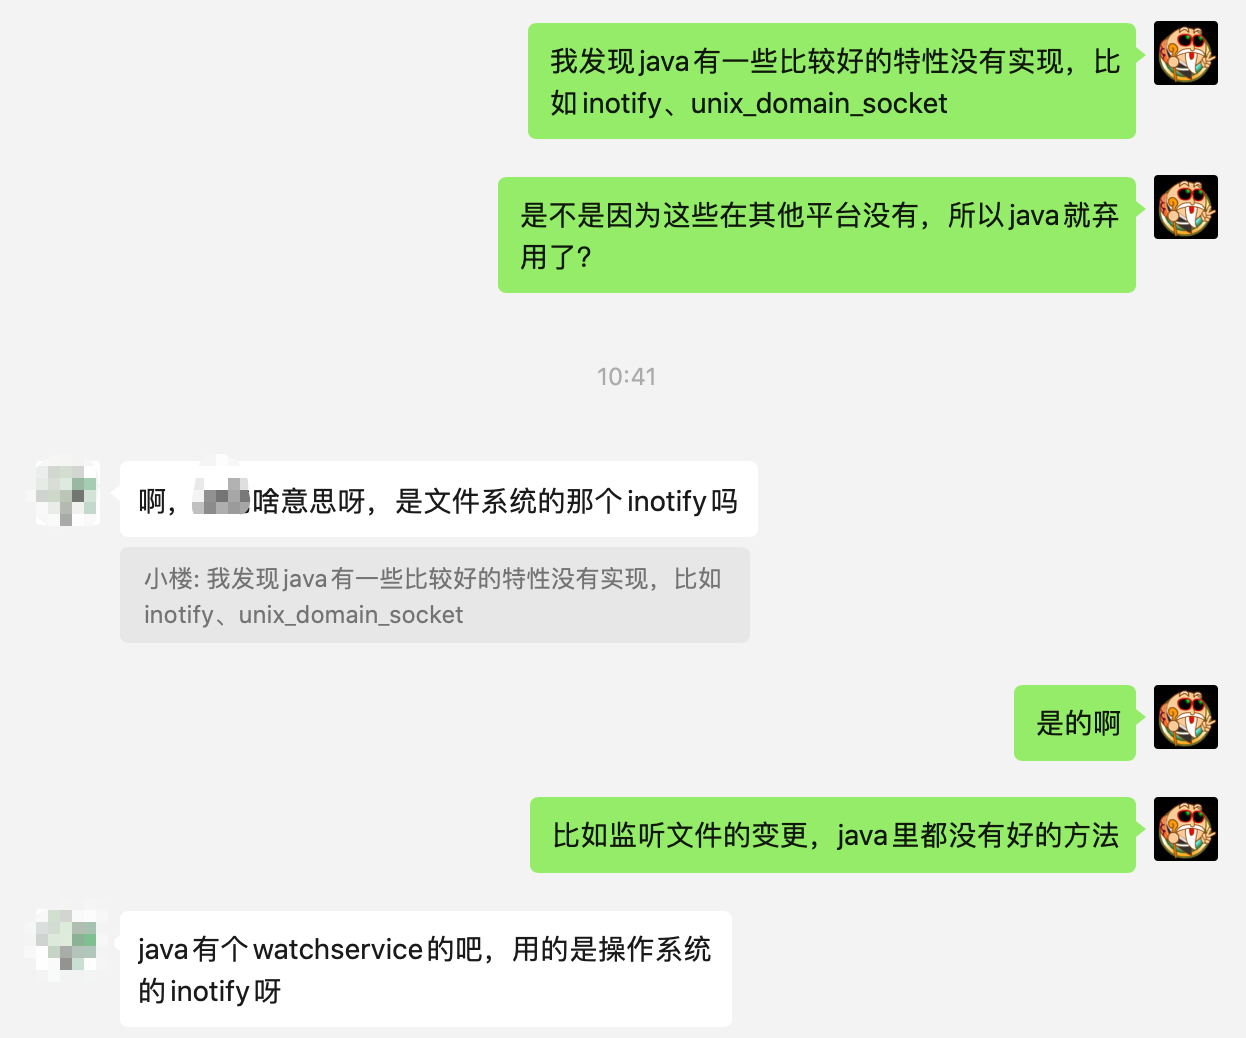 我发现java有一些比较好的特性没有实现，比
如inotify、unix_domain_socket
是不是因为这些在其他平台没有，所以java就弃
用了?
10:41
啊，啥意思呀，是文件系统的那个inotify吗
小楼: 我发现java有一些比较好的特性没有实现，比如
inotify、unix_domain_socket
是的啊
比如监听文件的变更，java里都没有好的方法
java有个watchservice的吧，用的是操作系统
的inotify呀